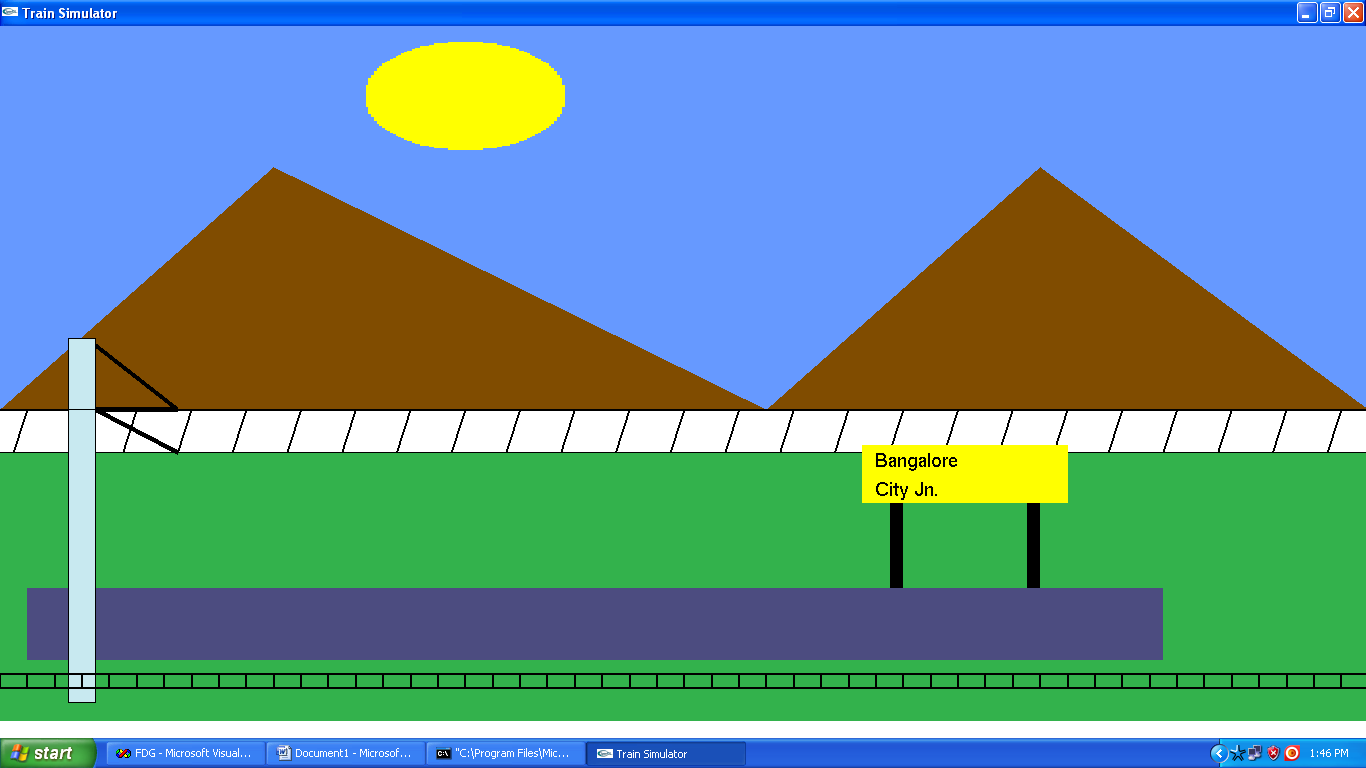 Train Simulator
Bangalore
City Jn.
start
FDG - Microsoft Visual...
Document1 - Microsof...
"C:\Program Files\Mic...
Train Simulator
1:46 PM